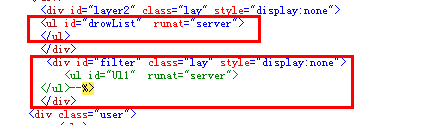 <div id="layer2" class="lay" style="display:none">
<ul id="drowList" runat="server">
</ul>
</div>
<div id="filter" class="lay" style="display:none">
<ul id="Ul1" runat="server">
</ul>--%>
</div>
<div class="user">